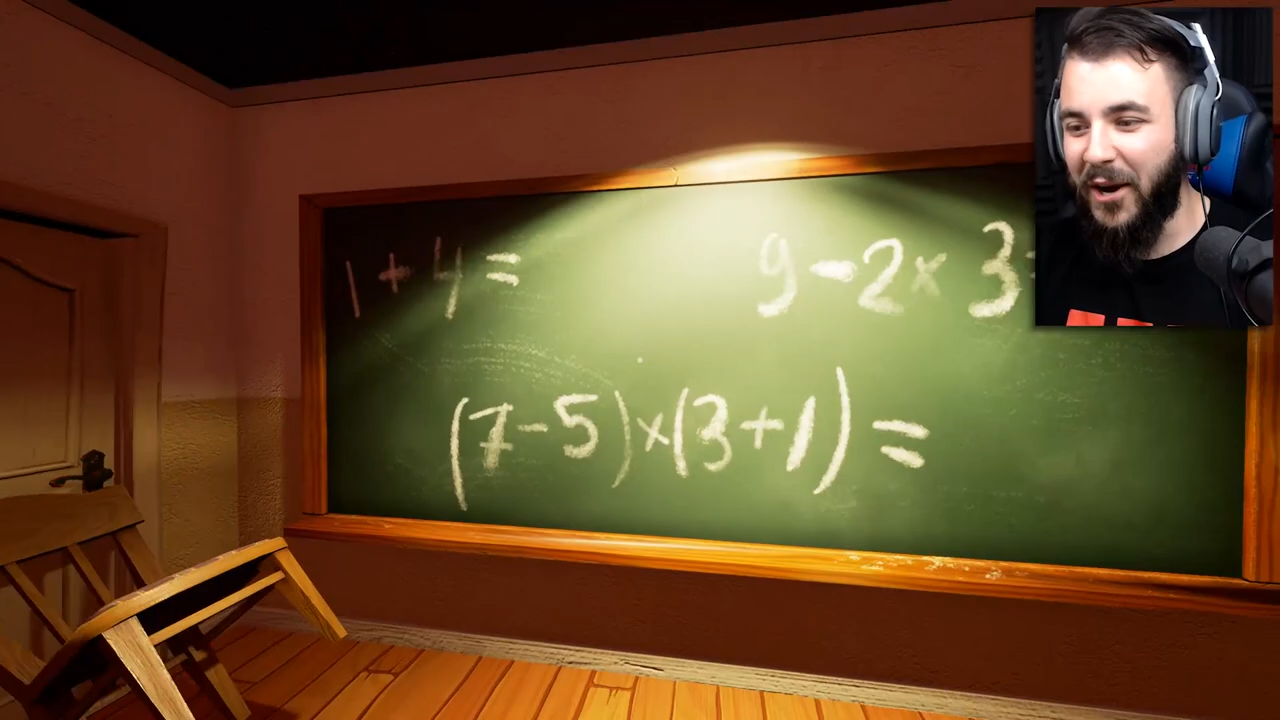 1 + 4 =
9 - 2 x 3 =
(7-5)x(3+1) =